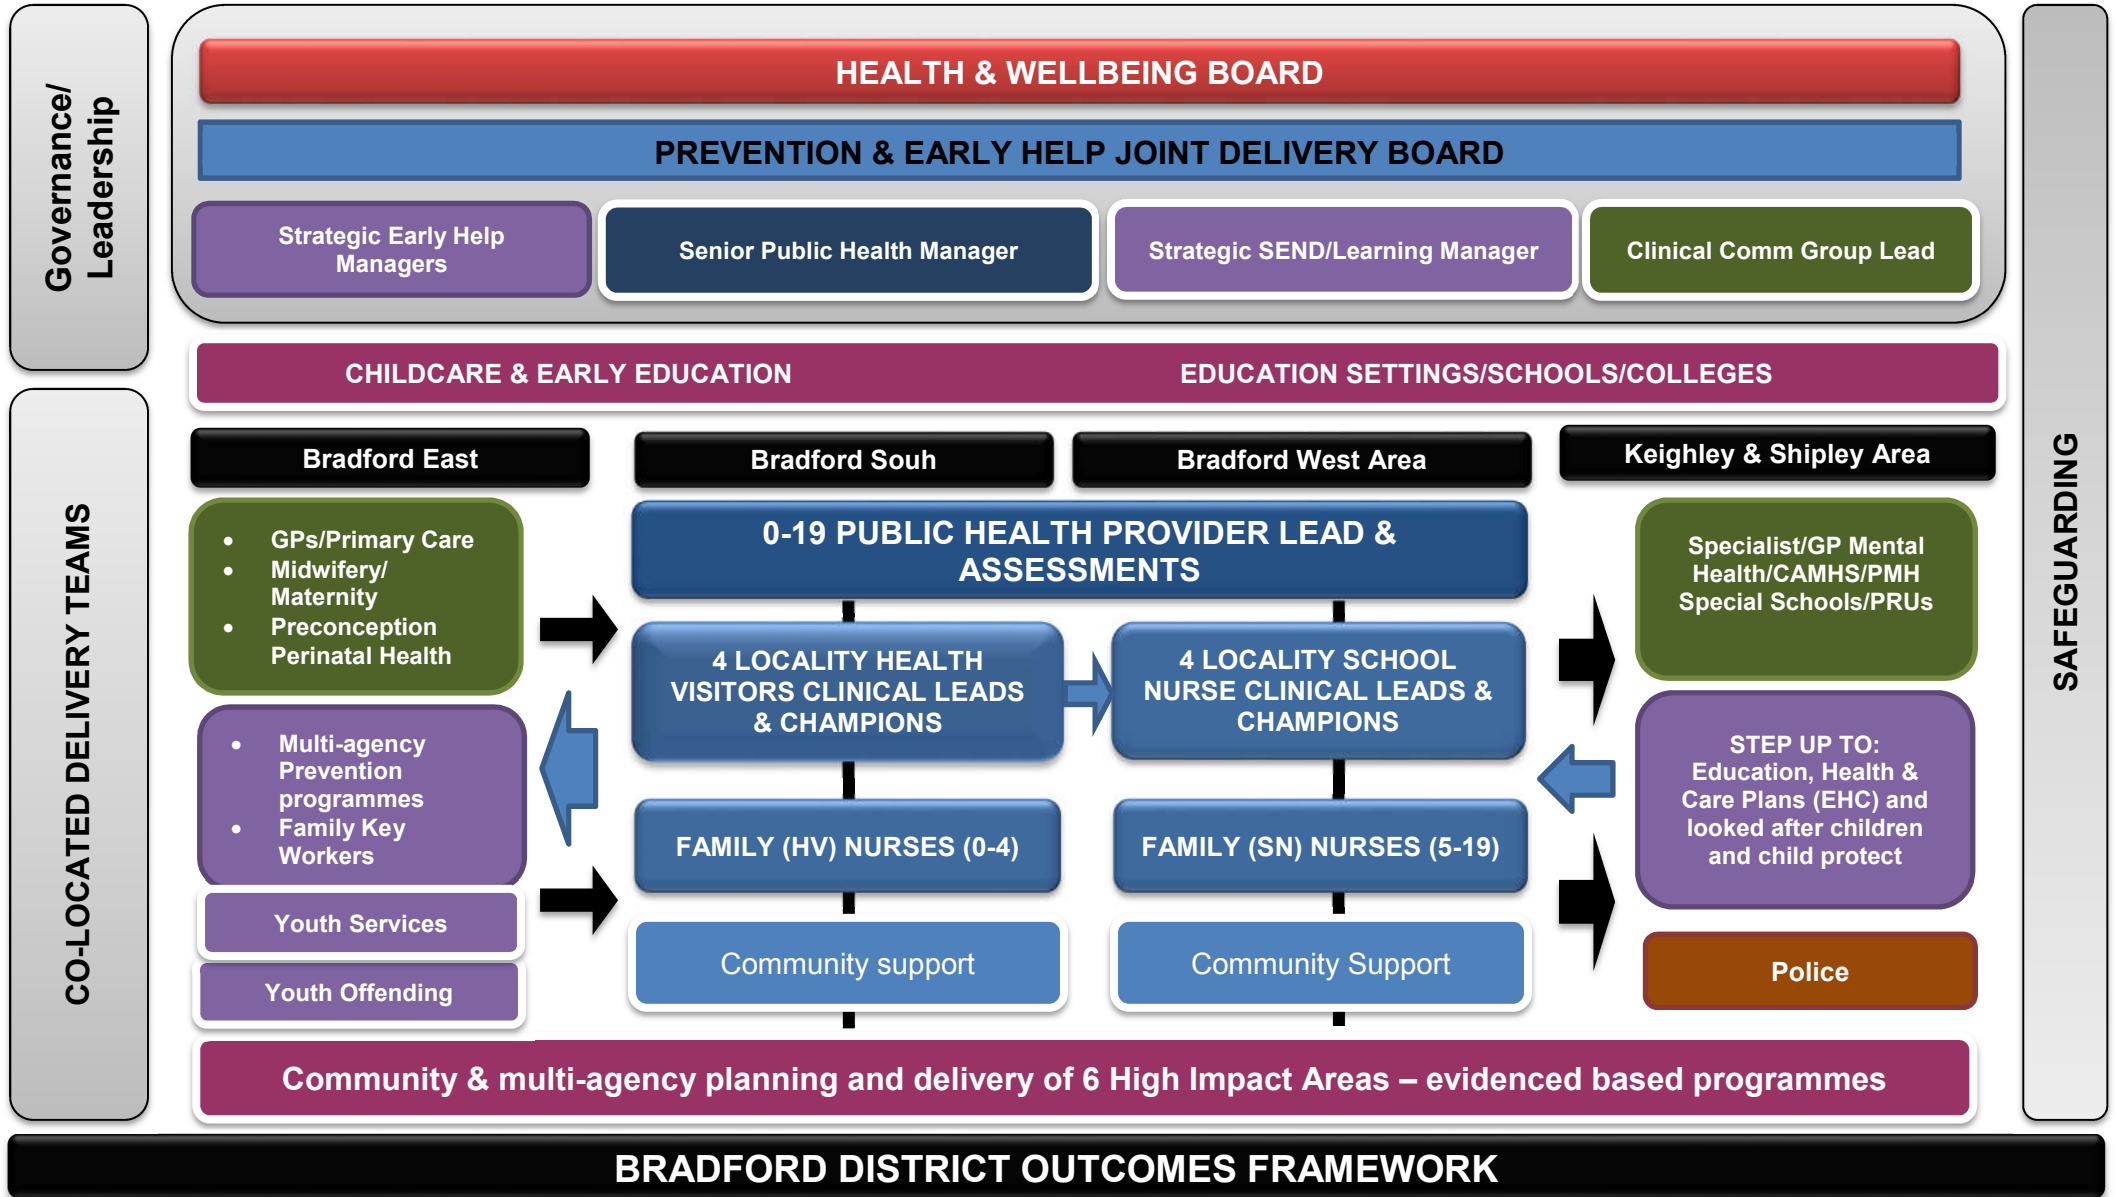 Governance/
Leadership
HEALTH & WELLBEING BOARD
PREVENTION & EARLY HELP JOINT DELIVERY BOARD
Strategic Early Help
Managers
Senior Public Health Manager
Strategic SEND/Learning Manager
Clinical Comm Group Lead
SAFEGUARDING
CHILDCARE & EARLY EDUCATION
EDUCATION SETTINGS/SCHOOLS/COLLEGES
CO-LOCATED DELIVERY TEAMS
Bradford East
Bradford Souh
Bradford West Area
Keighley & Shipley Area
• GPs/Primary Care
• Midwifery/
Maternity
• Preconception
Perinatal Health
• Multi-agency
Prevention
programmes
• Family Key
Workers
Youth Services
Youth Offending
0-19 PUBLIC HEALTH PROVIDER LEAD &
ASSESSMENTS
4 LOCALITY HEALTH
VISITORS CLINICAL LEADS
& CHAMPIONS
4 LOCALITY SCHOOL
NURSE CLINICAL LEADS &
CHAMPIONS
FAMILY (HV) NURSES (0-4)
FAMILY (SN) NURSES (5-19)
Community support
Community Support
Specialist/GP Mental
Health/CAMHS/PMH
Special Schools/PRUs
STEP UP TO:
Education, Health &
Care Plans (EHC) and
looked after children
and child protect
Police
Community & multi-agency planning and delivery of 6 High Impact Areas – evidenced based programmes
BRADFORD DISTRICT OUTCOMES FRAMEWORK